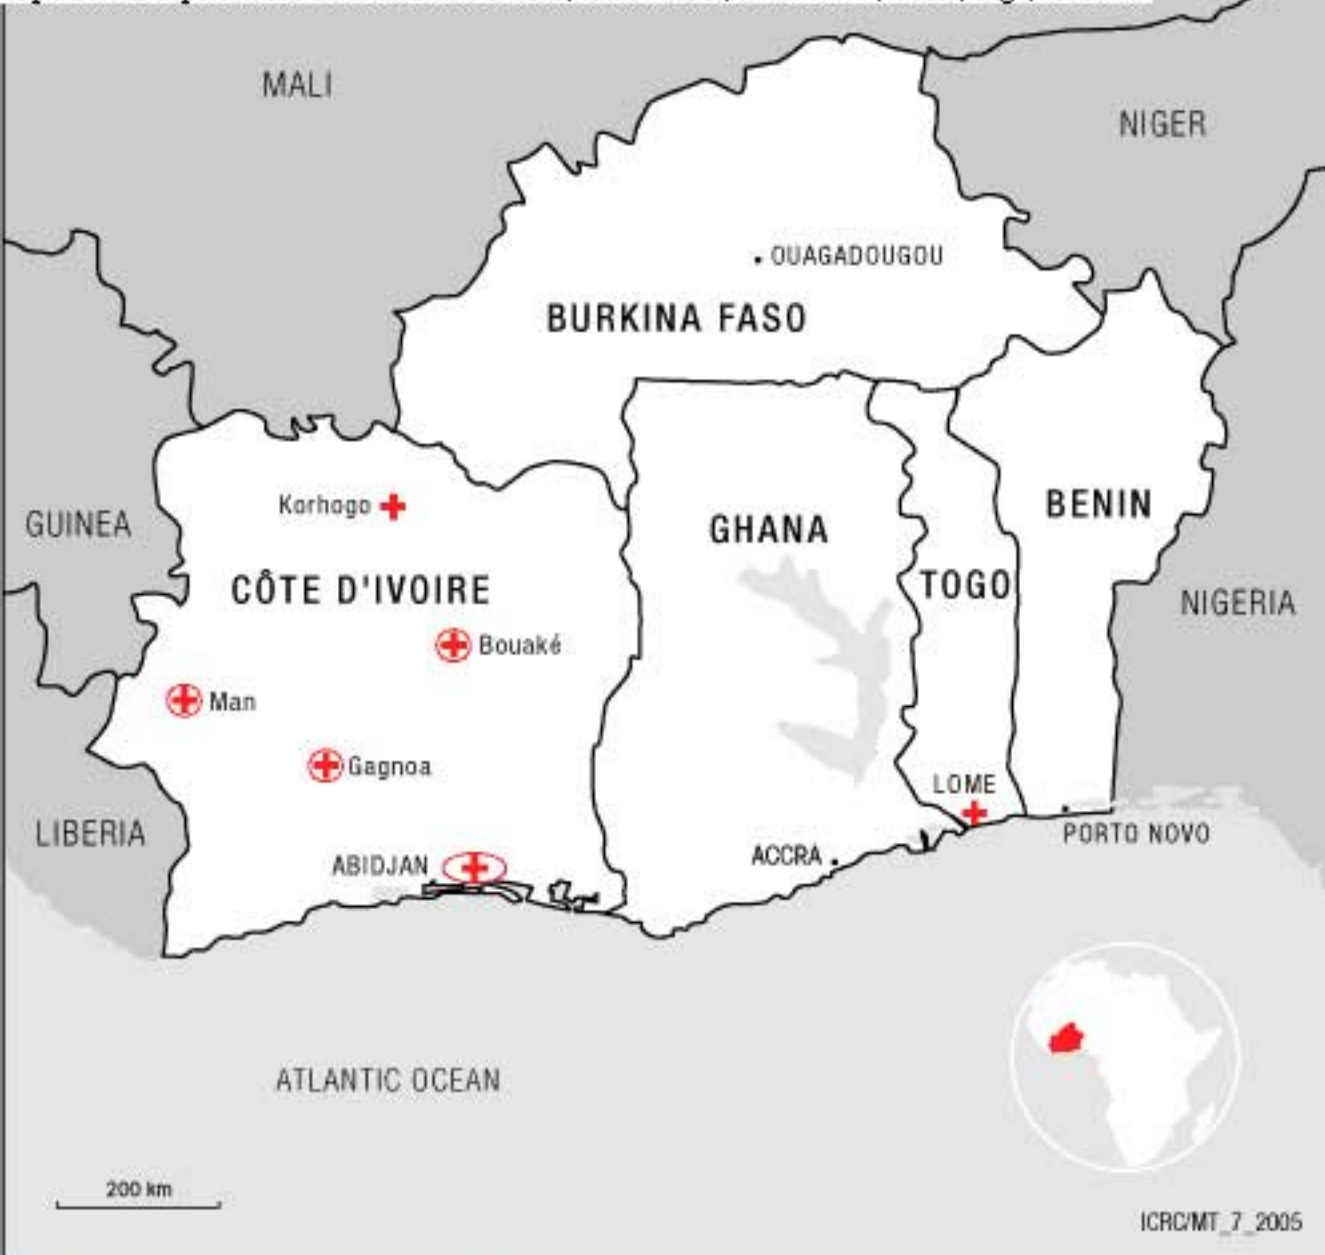 MALI
NIGER
OUAGADOUGOU
BURKINA FASO
Korhogo
GUINEA
GHANA
BENIN
CÔTE D'IVOIRE
TOGO
NIGERIA
Bouaké
Man
Gagnoa
LOME
LIBERIA
PORTO NOVO
ABIDJAN
ACCRA
ATLANTIC OCEAN
200 km
ICRC/MT_7_2005